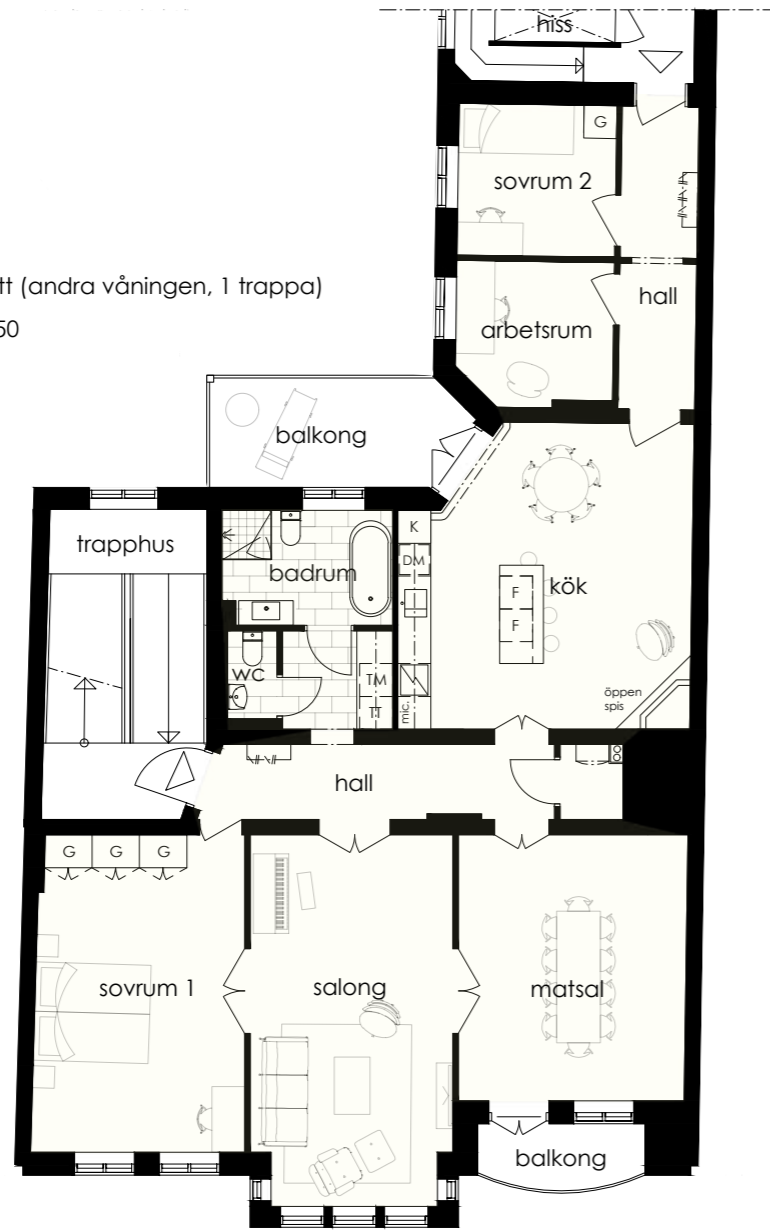 hiss
G
sovrum 2
tt (andra våningen, 1 trappa)
hall
50
arbetsrum
balkong
K
trapphus
DM
badrum
kök
F
F
wc
TM
öppen
spis
TT
mic.
hall
G G G
sovrum 1
salong
matsal
balkong